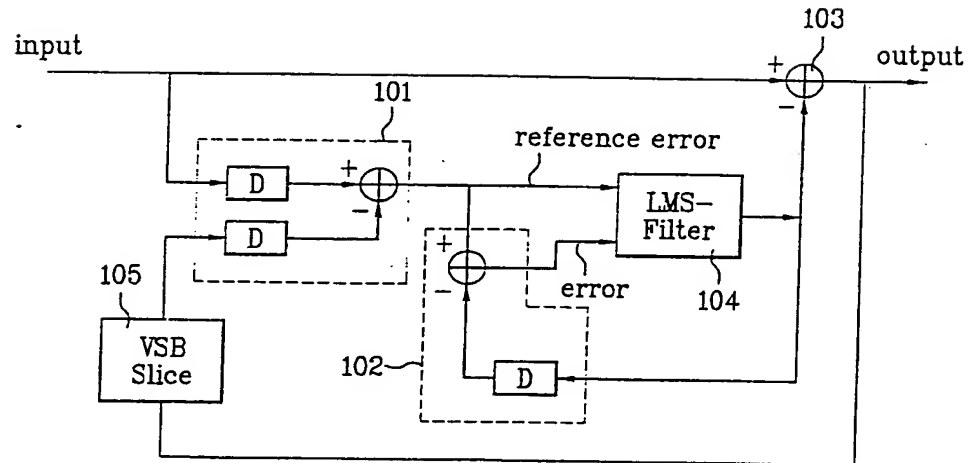 103
input
output
+
-
101
reference error
D
+
-
LMS-
Filter
D
+
-
105
error
104
VSB
Slice
102
D